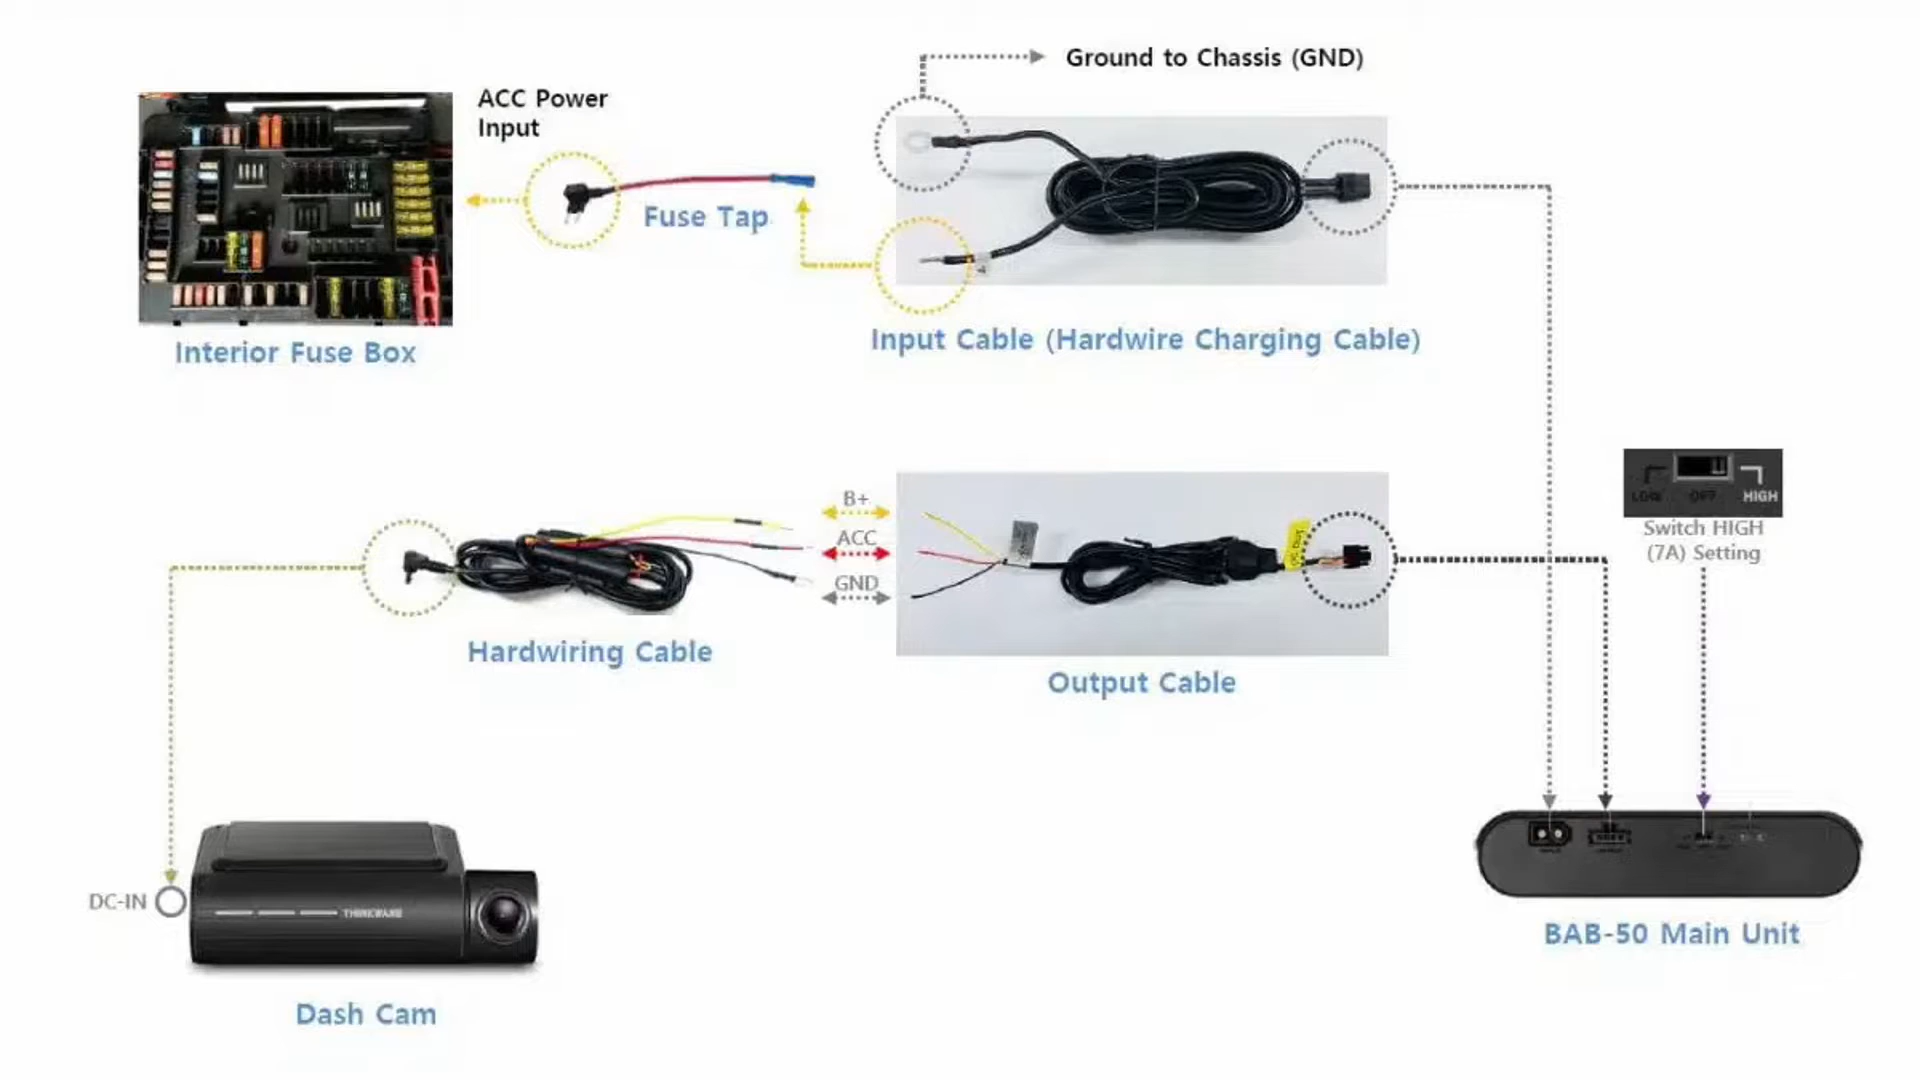 Ground to Chassis (GND)
ACC Power
Input
Fuse Tap
Interior Fuse Box
Input Cable (Hardwire Charging Cable)
B+
ACC
GND
LOW OFF HIGH
Switch HIGH
(7A) Setting
Hardwiring Cable
Output Cable
DC-IN
THINKWARE
BAB-50 Main Unit
Dash Cam